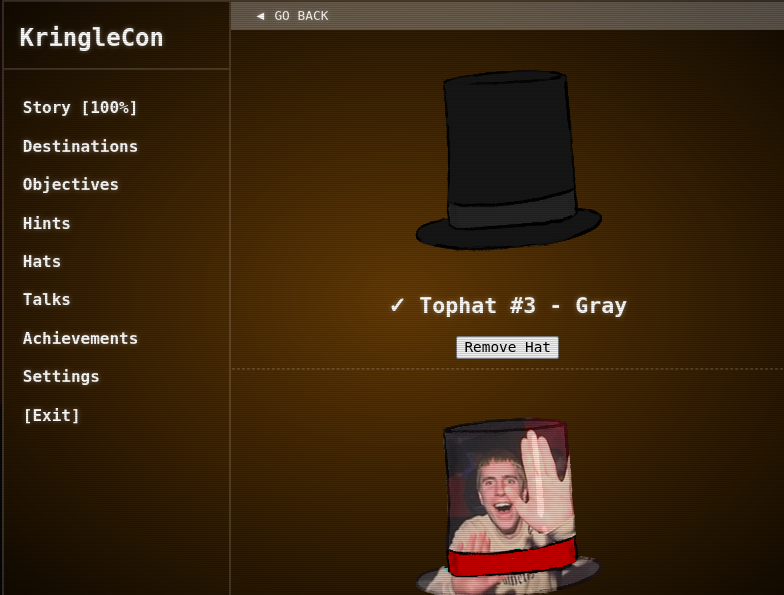 KringleCon
◄ GO BACK
Story [100%]
Destinations
Objectives
Hints
Hats
Talks
Achievements
Settings
[Exit]
✓ Tophat #3 - Gray
Remove Hat